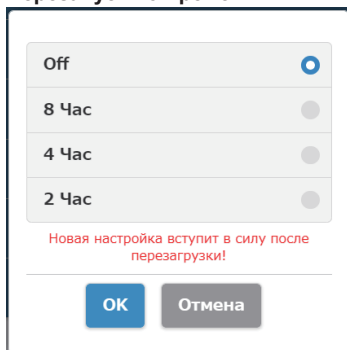 Off
8 Час
4 Час
2 Час
Новая настройка вступит в силу после
перезагрузки!
OK
Отмена